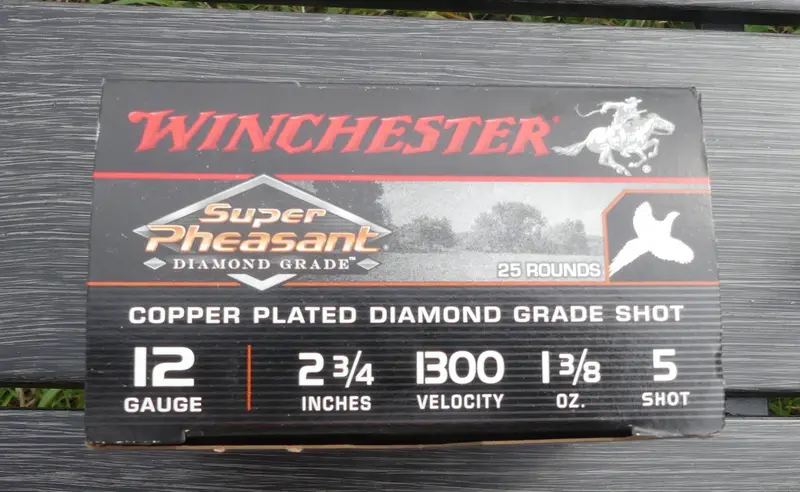 WINCHESTER®
Super
Pheasant®
DIAMOND GRADE™
25 ROUNDS
COPPER PLATED DIAMOND GRADE SHOT
12 2 3/4 1300 1 3/8 5
GAUGE INCHES VELOCITY OZ. SHOT